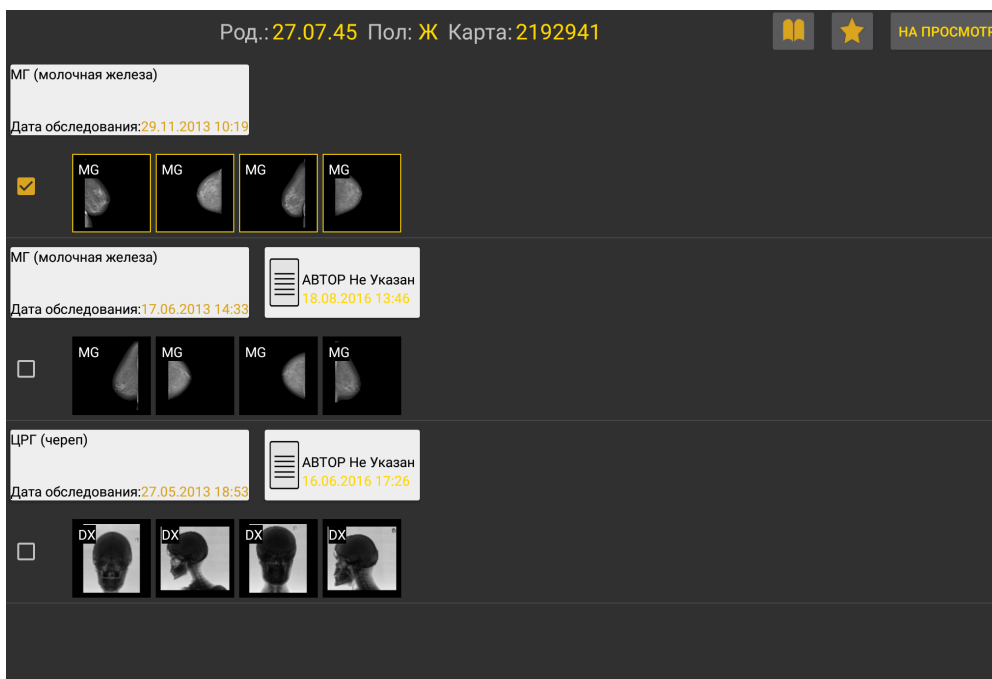 Род.: 27.07.45 Пол: Ж Карта: 2192941
НА ПРОСМОТР
МГ (молочная железа)
Дата обследования:29.11.2013 10:19
MG MG MG MG
МГ (молочная железа)
Дата обследования:17.06.2013 14:33
АВТОР Не Указан
18.08.2016 13:46
MG MG MG MG
ЦРГ (череп)
Дата обследования:27.05.2013 18:53
АВТОР Не Указан
16.06.2016 17:26
DX DX DX DX